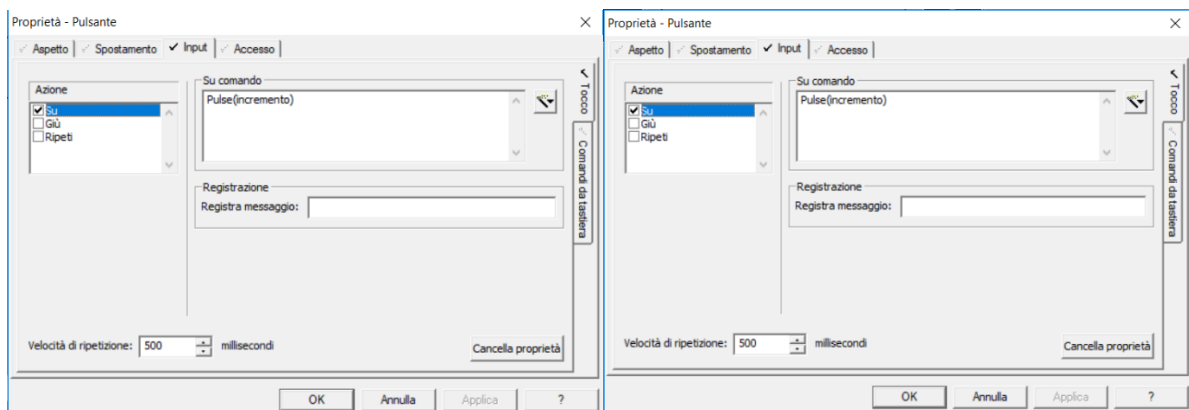 Proprietà - Pulsante
Aspetto Spostamento Input Accesso
Azione
Su
Giù
Ripeti
Su comando
Pulse(incremento)
Registrazione
Registra messaggio:
Velocità di ripetizione: 500 millisecondi
Cancella proprietà
Tocco
Comandi da tastiera
OK Annulla Applica ?
Proprietà - Pulsante
Aspetto Spostamento Input Accesso
Azione
Su
Giù
Ripeti
Su comando
Pulse(incremento)
Registrazione
Registra messaggio:
Velocità di ripetizione: 500 millisecondi
Cancella proprietà
Tocco
Comandi da tastiera
OK Annulla Applica ?